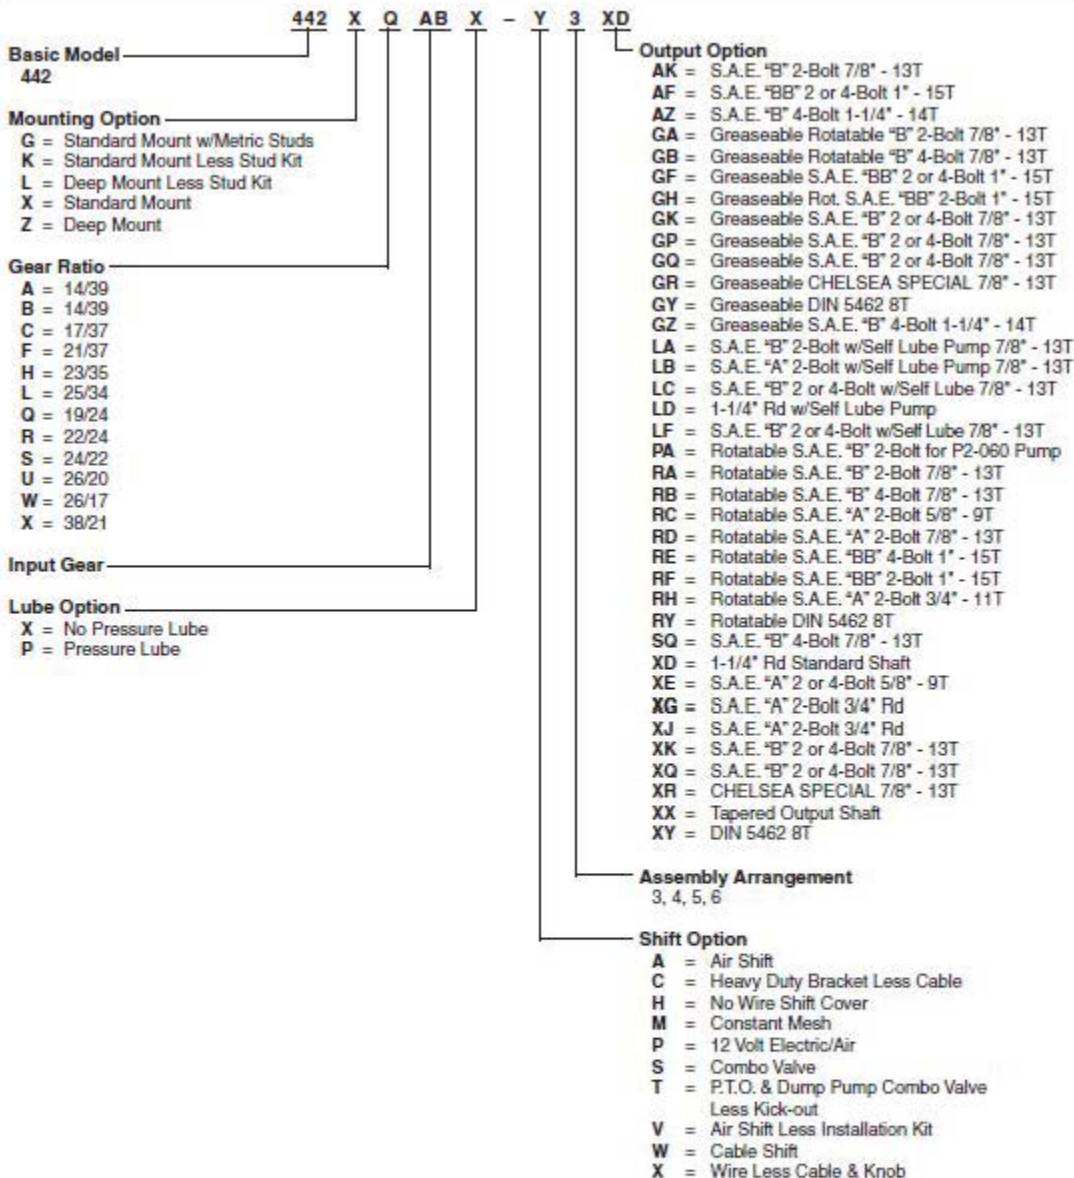 442 X Q AB X – Y 3 XD
Basic Model
442
Mounting Option
G = Standard Mount w/Metric Studs
K = Standard Mount Less Stud Kit
L = Deep Mount Less Stud Kit
X = Standard Mount
Z = Deep Mount
Gear Ratio
A = 14/39
B = 14/39
C = 17/37
F = 21/37
H = 23/35
L = 25/34
Q = 19/24
R = 22/24
S = 24/22
U = 26/20
W = 26/17
X = 38/21
Input Gear
Lube Option
X = No Pressure Lube
P = Pressure Lube
Output Option
AK = S.A.E. "B" 2-Bolt 7/8" - 13T
AF = S.A.E. "BB" 2 or 4-Bolt 1" - 15T
AZ = S.A.E. "B" 4-Bolt 1-1/4" - 14T
GA = Greaseable Rotatable "B" 2-Bolt 7/8" - 13T
GB = Greaseable Rotatable "B" 4-Bolt 7/8" - 13T
GF = Greaseable S.A.E. "BB" 2 or 4-Bolt 1" - 15T
GH = Greaseable Rot. S.A.E. "BB" 2-Bolt 1" - 15T
GK = Greaseable S.A.E. "B" 2 or 4-Bolt 7/8" - 13T
GP = Greaseable S.A.E. "B" 2 or 4-Bolt 7/8" - 13T
GQ = Greaseable S.A.E. "B" 2 or 4-Bolt 7/8" - 13T
GR = Greaseable CHELSEA SPECIAL 7/8" - 13T
GY = Greaseable DIN 5462 8T
GZ = Greaseable S.A.E. "B" 4-Bolt 1-1/4" - 14T
LA = S.A.E. "B" 2-Bolt w/Self Lube Pump 7/8" - 13T
LB = S.A.E. "A" 2-Bolt w/Self Lube Pump 7/8" - 13T
LC = S.A.E. "B" 2 or 4-Bolt w/Self Lube 7/8" - 13T
LD = 1-1/4" Rd w/Self Lube Pump
LF = S.A.E. "B" 2 or 4-Bolt w/Self Lube 7/8" - 13T
PA = Rotatable S.A.E. "B" 2-Bolt for P2-060 Pump
RA = Rotatable S.A.E. "B" 2-Bolt 7/8" - 13T
RB = Rotatable S.A.E. "B" 4-Bolt 7/8" - 13T
RC = Rotatable S.A.E. "A" 2-Bolt 5/8" - 9T
RD = Rotatable S.A.E. "A" 2-Bolt 7/8" - 13T
RE = Rotatable S.A.E. "BB" 4-Bolt 1" - 15T
RF = Rotatable S.A.E. "BB" 2-Bolt 1" - 15T
RH = Rotatable S.A.E. "A" 2-Bolt 3/4" - 11T
RY = Rotatable DIN 5462 8T
SQ = S.A.E. "B" 4-Bolt 7/8" - 13T
XD = 1-1/4" Rd Standard Shaft
XE = S.A.E. "A" 2 or 4-Bolt 5/8" - 9T
XG = S.A.E. "A" 2-Bolt 3/4" Rd
XJ = S.A.E. "A" 2-Bolt 3/4" Rd
XK = S.A.E. "B" 2 or 4-Bolt 7/8" - 13T
XQ = S.A.E. "B" 2 or 4-Bolt 7/8" - 13T
XR = CHELSEA SPECIAL 7/8" - 13T
XX = Tapered Output Shaft
XY = DIN 5462 8T
Assembly Arrangement
3, 4, 5, 6
Shift Option
A = Air Shift
C = Heavy Duty Bracket Less Cable
H = No Wire Shift Cover
M = Constant Mesh
P = 12 Volt Electric/Air
S = Combo Valve
T = P.T.O. & Dump Pump Combo Valve
Less Kick-out
V = Air Shift Less Installation Kit
W = Cable Shift
X = Wire Less Cable & Knob